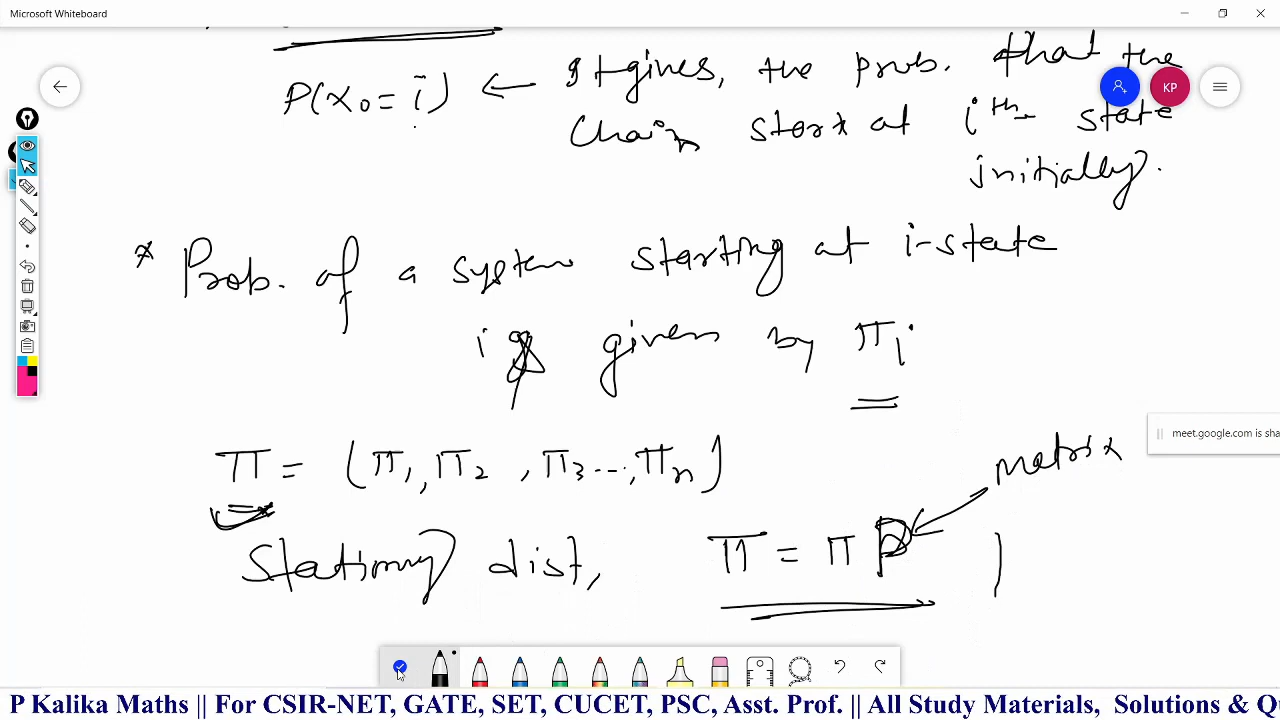 Microsoft Whiteboard
P(X₀ = i) ← It gives, the prob. that the
chain start at iᵗʰ state
initially.
KP
* Prob. of a system starting at i-state
is given by πᵢ
meet.google.com is sha
π = (π₁, π₂, π₃ ..., πₙ)
matrix
Stationary dist, π = π P
P Kalika Maths || For CSIR-NET, GATE, SET, CUCET, PSC, Asst. Prof. || All Study Materials, Solutions & Q